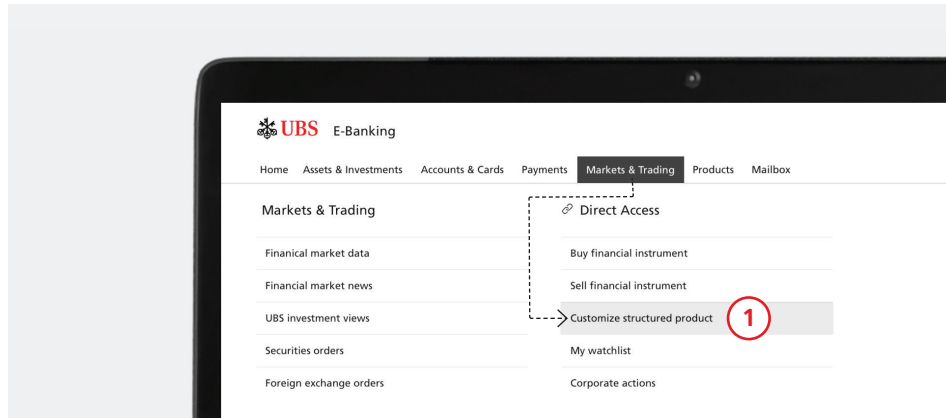 UBS E-Banking
Home Assets & Investments Accounts & Cards Payments Markets & Trading Products Mailbox
Markets & Trading
Finanical market data
Financial market news
UBS investment views
Securities orders
Foreign exchange orders
Direct Access
Buy financial instrument
Sell financial instrument
Customize structured product 1
My watchlist
Corporate actions